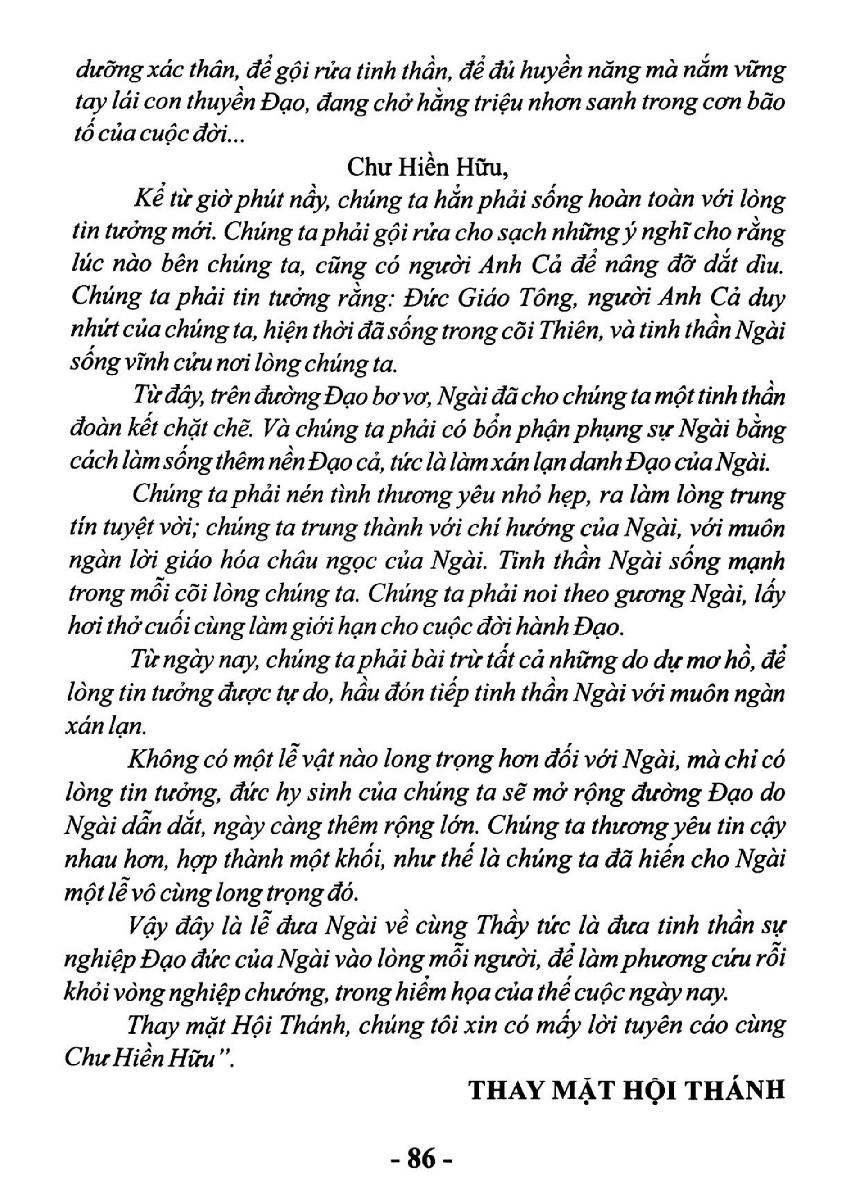 dưỡng xác thân, để gội rửa tinh thần, để đủ huyền năng mà nắm vững
tay lái con thuyền Đạo, đang chở hằng triệu nhơn sanh trong cơn bão
tố của cuộc đời...
Chư Hiền Hữu,
Kể từ giờ phút nầy, chúng ta hẳn phải sống hoàn toàn với lòng
tin tưởng mới. Chúng ta phải gội rửa cho sạch những ý nghĩ cho rằng
lúc nào bên chúng ta, cũng có người Anh Cả để nâng đỡ dắt dìu.
Chúng ta phải tin tưởng rằng: Đức Giáo Tông, người Anh Cả duy
nhứt của chúng ta, hiện thời đã sống trong cõi Thiên, và tinh thần Ngài
sống vĩnh cửu nơi lòng chúng ta.
Từ đây, trên đường Đạo bơ vơ, Ngài đã cho chúng ta một tinh thần
đoàn kết chặt chẽ. Và chúng ta phải có bổn phận phụng sự Ngài bằng
cách làm sống thêm nền Đạo cả, tức là làm xán lạn danh Đạo của Ngài.
Chúng ta phải nén tình thương yêu nhỏ hẹp, ra làm lòng trung
tín tuyệt vời; chúng ta trung thành với chí hướng của Ngài, với muôn
ngàn lời giáo hóa châu ngọc của Ngài. Tinh thần Ngài sống mạnh
trong mỗi cõi lòng chúng ta. Chúng ta phải noi theo gương Ngài, lấy
hơi thở cuối cùng làm giới hạn cho cuộc đời hành Đạo.
Từ ngày nay, chúng ta phải bài trừ tất cả những do dự mơ hồ, để
lòng tin tưởng được tự do, hầu đón tiếp tinh thần Ngài với muôn ngàn
xán lạn.
Không có một lễ vật nào long trọng hơn đối với Ngài, mà chỉ có
lòng tin tưởng, đức hy sinh của chúng ta sẽ mở rộng đường Đạo do
Ngài dẫn dắt, ngày càng thêm rộng lớn. Chúng ta thương yêu tin cậy
nhau hơn, hợp thành một khối, như thế là chúng ta đã hiến cho Ngài
một lễ vô cùng long trọng đó.
Vậy đây là lễ đưa Ngài về cùng Thầy tức là đưa tinh thần sự
nghiệp Đạo đức của Ngài vào lòng mỗi người, để làm phương cứu rỗi
khỏi vòng nghiệp chướng, trong hiểm họa của thế cuộc ngày nay.
Thay mặt Hội Thánh, chúng tôi xin có mấy lời tuyên cáo cùng
Chư Hiền Hữu”.
THAY MẶT HỘI THÁNH
- 86 -